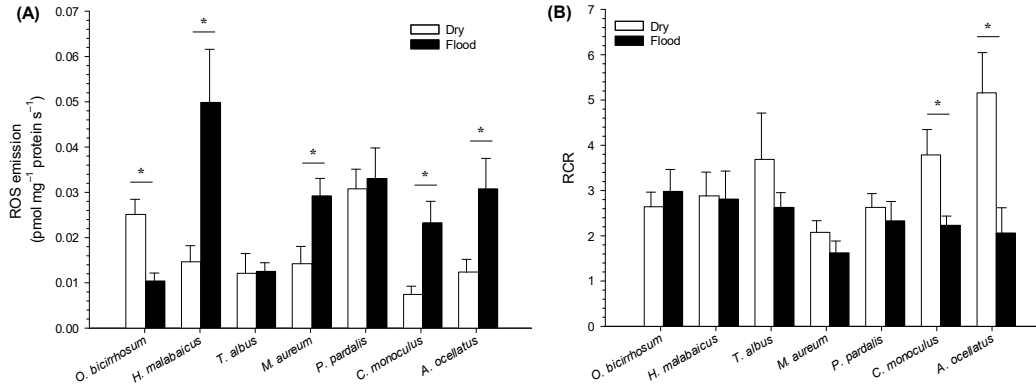 (A)
0.07
0.06
0.05
0.04
0.03
0.02
0.01
0.00
ROS emission
(pmol mg⁻¹ protein s⁻¹)
Dry
Flood
*
*
*
*
*
O. bicirrhosum
H. malabaicus
T. albus
M. aureum
P. pardalis
C. monoculus
A. ocellatus
(B)
7
6
5
4
3
2
1
0
RCR
Dry
Flood
*
*
O. bicirrhosum
H. malabaicus
T. albus
M. aureum
P. pardalis
C. monoculus
A. ocellatus